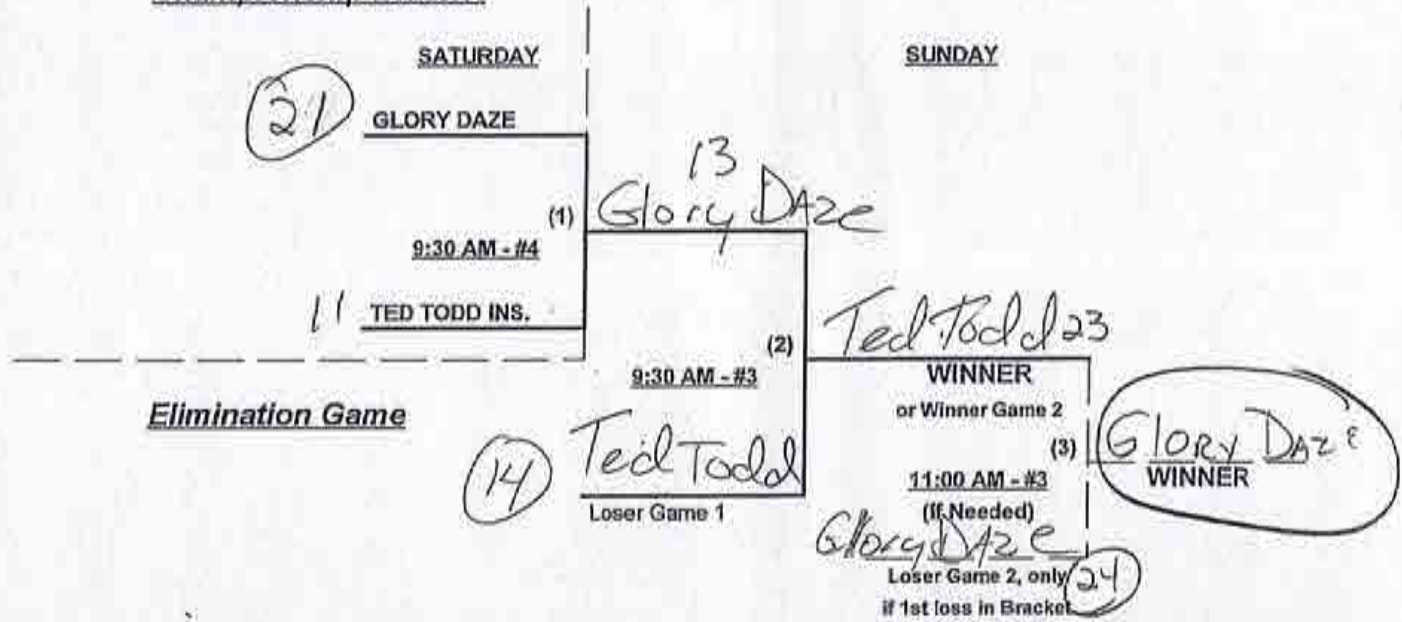 SATURDAY
SUNDAY
21
GLORY DAZE
13
Glory DAZe
(1)
9:30 AM - #4
11
TED TODD INS.
Ted Todd 23
(2)
9:30 AM - #3
WINNER
or Winner Game 2
Elimination Game
(3)
GLORY DAZE
WINNER
Ted Todd
14
11:00 AM - #3
(If Needed)
Loser Game 1
Glory DAZe
Loser Game 2, only
24
if 1st loss in Bracket